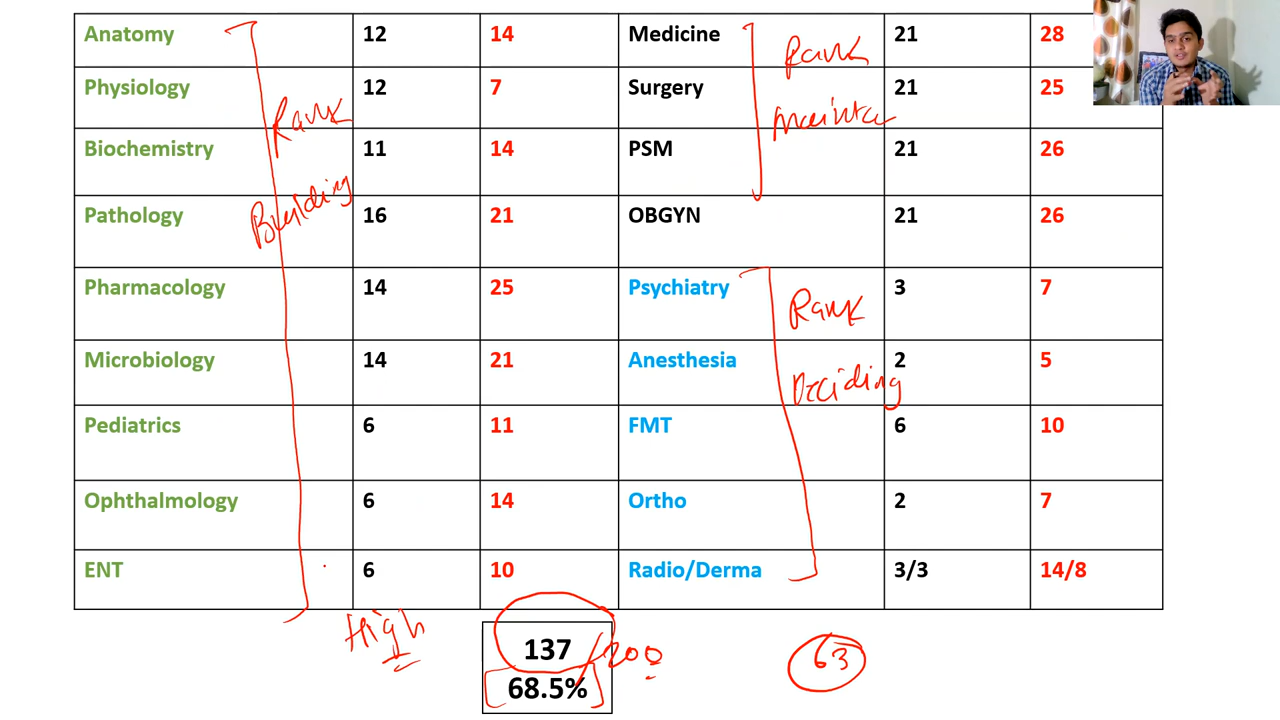 Anatomy 12 14 Medicine 21 28
Rank
Physiology 12 7 Surgery 21 25
Rank
Biochemistry 11 14 PSM 21 26
Building
Pathology 16 21 OBGYN 21 26
Pharmacology 14 25 Psychiatry 3 7
Rank
Microbiology 14 21 Anesthesia 2 5
Deciding
Pediatrics 6 11 FMT 6 10
Ophthalmology 6 14 Ortho 2 7
ENT 6 10 Radio/Derma 3/3 14/8
High
137 /200 63
68.5%